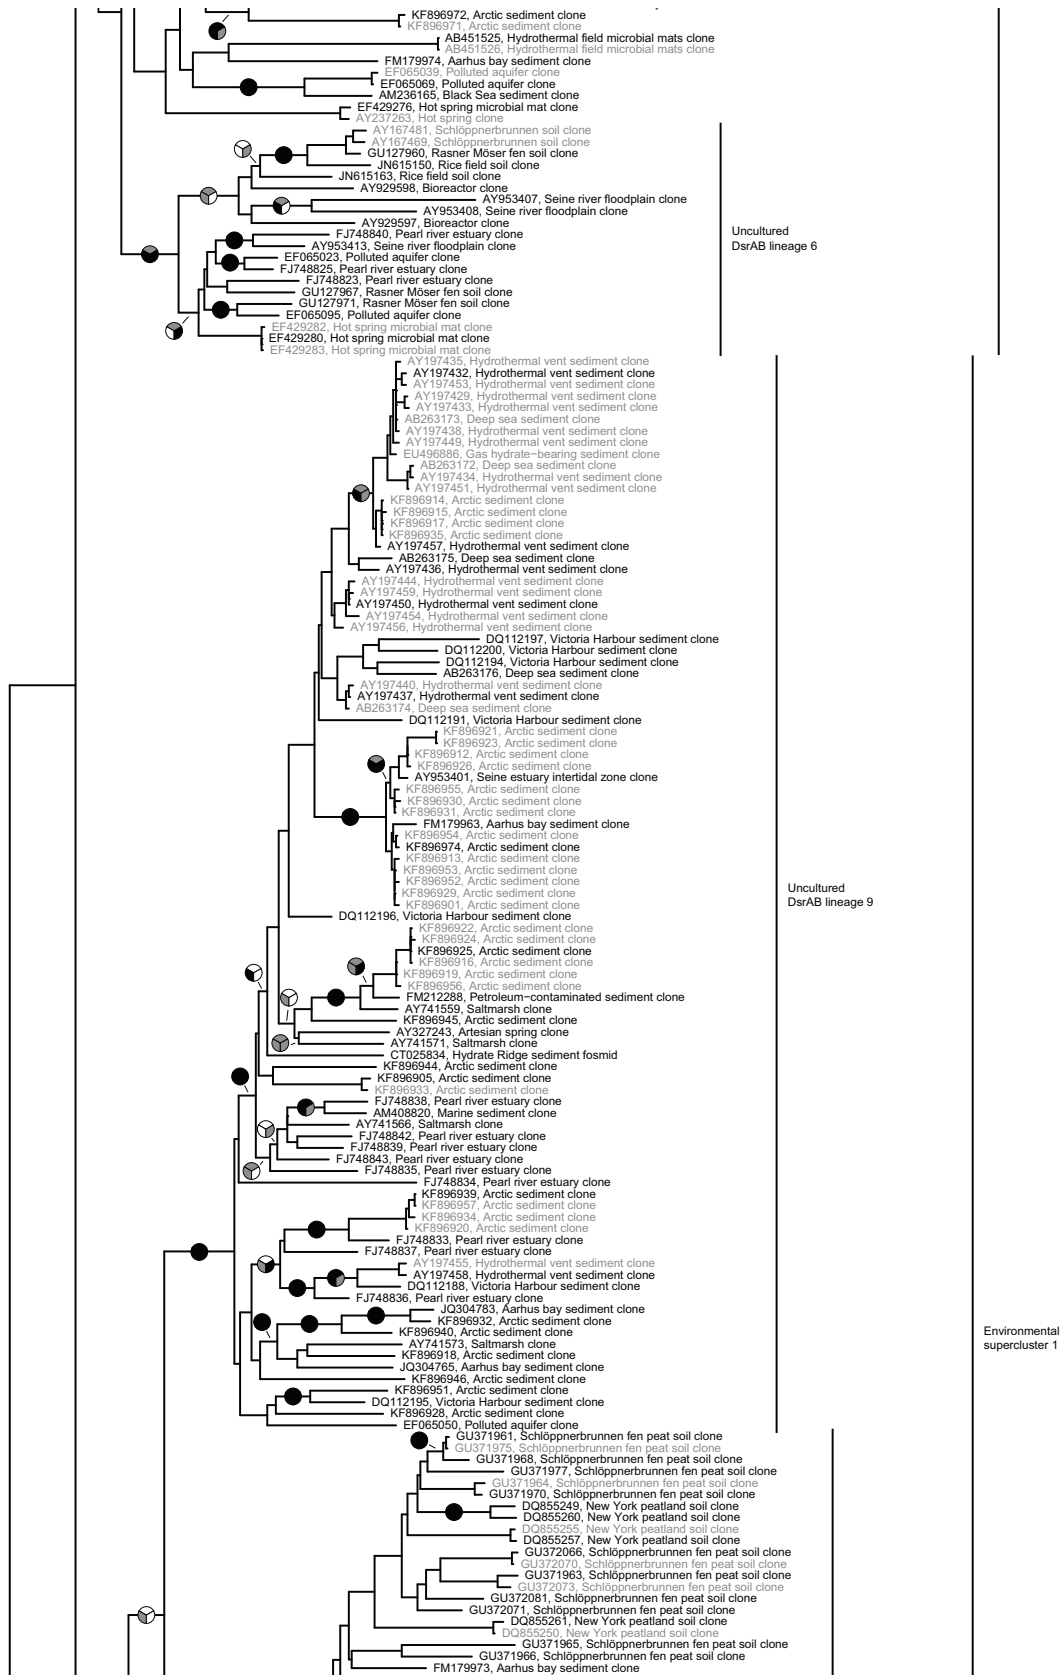 KF896972, Arctic sediment clone
KF896971, Arctic sediment clone
AB451525, Hydrothermal field microbial mats clone
AB451526, Hydrothermal field microbial mats clone
FM179974, Aarhus bay sediment clone
EF065039, Polluted aquifer clone
EF065069, Polluted aquifer clone
AM236165, Black Sea sediment clone
EF429276, Hot spring microbial mat clone
AY237263, Hot spring clone
AY167481, Schlöppnerbrunnen soil clone
AY167469, Schlöppnerbrunnen soil clone
GU127960, Rasner Möser fen soil clone
JN615150, Rice field soil clone
JN615163, Rice field soil clone
AY929598, Bioreactor clone
AY953407, Seine river floodplain clone
AY953408, Seine river floodplain clone
AY929597, Bioreactor clone
FJ748840, Pearl river estuary clone
AY953413, Seine river floodplain clone
EF065023, Polluted aquifer clone
FJ748825, Pearl river estuary clone
FJ748823, Pearl river estuary clone
GU127967, Rasner Möser fen soil clone
GU127971, Rasner Möser fen soil clone
EF065095, Polluted aquifer clone
EF429282, Hot spring microbial mat clone
EF429280, Hot spring microbial mat clone
EF429283, Hot spring microbial mat clone
Uncultured
DsrAB lineage 6
AY197435, Hydrothermal vent sediment clone
AY197432, Hydrothermal vent sediment clone
AY197453, Hydrothermal vent sediment clone
AY197429, Hydrothermal vent sediment clone
AY197433, Hydrothermal vent sediment clone
AB263173, Deep sea sediment clone
AY197438, Hydrothermal vent sediment clone
AY197449, Hydrothermal vent sediment clone
EU496886, Gas hydrate−bearing sediment clone
AB263172, Deep sea sediment clone
AY197434, Hydrothermal vent sediment clone
AY197451, Hydrothermal vent sediment clone
KF896914, Arctic sediment clone
KF896915, Arctic sediment clone
KF896917, Arctic sediment clone
KF896935, Arctic sediment clone
AY197457, Hydrothermal vent sediment clone
AB263175, Deep sea sediment clone
AY197436, Hydrothermal vent sediment clone
AY197444, Hydrothermal vent sediment clone
AY197459, Hydrothermal vent sediment clone
AY197450, Hydrothermal vent sediment clone
AY197454, Hydrothermal vent sediment clone
AY197456, Hydrothermal vent sediment clone
DQ112197, Victoria Harbour sediment clone
DQ112200, Victoria Harbour sediment clone
DQ112194, Victoria Harbour sediment clone
AB263176, Deep sea sediment clone
AY197440, Hydrothermal vent sediment clone
AY197437, Hydrothermal vent sediment clone
AB263174, Deep sea sediment clone
DQ112191, Victoria Harbour sediment clone
KF896921, Arctic sediment clone
KF896923, Arctic sediment clone
KF896912, Arctic sediment clone
KF896926, Arctic sediment clone
AY953401, Seine estuary intertidal zone clone
KF896955, Arctic sediment clone
KF896930, Arctic sediment clone
KF896931, Arctic sediment clone
FM179963, Aarhus bay sediment clone
KF896954, Arctic sediment clone
KF896974, Arctic sediment clone
KF896913, Arctic sediment clone
KF896953, Arctic sediment clone
KF896952, Arctic sediment clone
KF896929, Arctic sediment clone
KF896901, Arctic sediment clone
DQ112196, Victoria Harbour sediment clone
KF896922, Arctic sediment clone
KF896924, Arctic sediment clone
KF896925, Arctic sediment clone
KF896916, Arctic sediment clone
KF896919, Arctic sediment clone
KF896956, Arctic sediment clone
FM212288, Petroleum−contaminated sediment clone
AY741559, Saltmarsh clone
KF896945, Arctic sediment clone
AY327243, Artesian spring clone
AY741571, Saltmarsh clone
CT025834, Hydrate Ridge sediment fosmid
KF896944, Arctic sediment clone
KF896905, Arctic sediment clone
KF896933, Arctic sediment clone
FJ748838, Pearl river estuary clone
AM408820, Marine sediment clone
AY741566, Saltmarsh clone
FJ748842, Pearl river estuary clone
FJ748839, Pearl river estuary clone
FJ748843, Pearl river estuary clone
FJ748835, Pearl river estuary clone
FJ748834, Pearl river estuary clone
KF896939, Arctic sediment clone
KF896957, Arctic sediment clone
KF896934, Arctic sediment clone
KF896920, Arctic sediment clone
FJ748833, Pearl river estuary clone
FJ748837, Pearl river estuary clone
AY197455, Hydrothermal vent sediment clone
AY197458, Hydrothermal vent sediment clone
DQ112188, Victoria Harbour sediment clone
FJ748836, Pearl river estuary clone
JQ304783, Aarhus bay sediment clone
KF896932, Arctic sediment clone
KF896940, Arctic sediment clone
AY741573, Saltmarsh clone
KF896918, Arctic sediment clone
JQ304765, Aarhus bay sediment clone
KF896946, Arctic sediment clone
KF896951, Arctic sediment clone
DQ112195, Victoria Harbour sediment clone
KF896928, Arctic sediment clone
EF065050, Polluted aquifer clone
Uncultured
DsrAB lineage 9
GU371961, Schlöppnerbrunnen fen peat soil clone
GU371975, Schlöppnerbrunnen fen peat soil clone
GU371968, Schlöppnerbrunnen fen peat soil clone
GU371977, Schlöppnerbrunnen fen peat soil clone
GU371964, Schlöppnerbrunnen fen peat soil clone
GU371970, Schlöppnerbrunnen fen peat soil clone
DQ855249, New York peatland soil clone
DQ855260, New York peatland soil clone
DQ855255, New York peatland soil clone
DQ855257, New York peatland soil clone
GU372066, Schlöppnerbrunnen fen peat soil clone
GU372070, Schlöppnerbrunnen fen peat soil clone
GU371963, Schlöppnerbrunnen fen peat soil clone
GU372073, Schlöppnerbrunnen fen peat soil clone
GU372081, Schlöppnerbrunnen fen peat soil clone
GU372071, Schlöppnerbrunnen fen peat soil clone
DQ855261, New York peatland soil clone
DQ855250, New York peatland soil clone
GU371965, Schlöppnerbrunnen fen peat soil clone
GU371966, Schlöppnerbrunnen fen peat soil clone
FM179973, Aarhus bay sediment clone
Environmental
supercluster 1